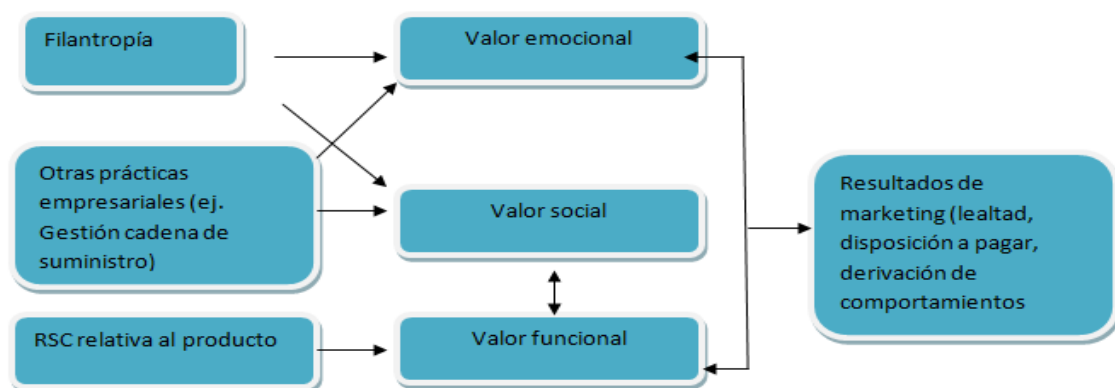 Filantropía
Valor emocional
Otras prácticas
empresariales (ej.
Gestión cadena de
suministro)
Valor social
Resultados de
marketing (lealtad,
disposición a pagar,
derivación de
comportamientos
RSC relativa al producto
Valor funcional